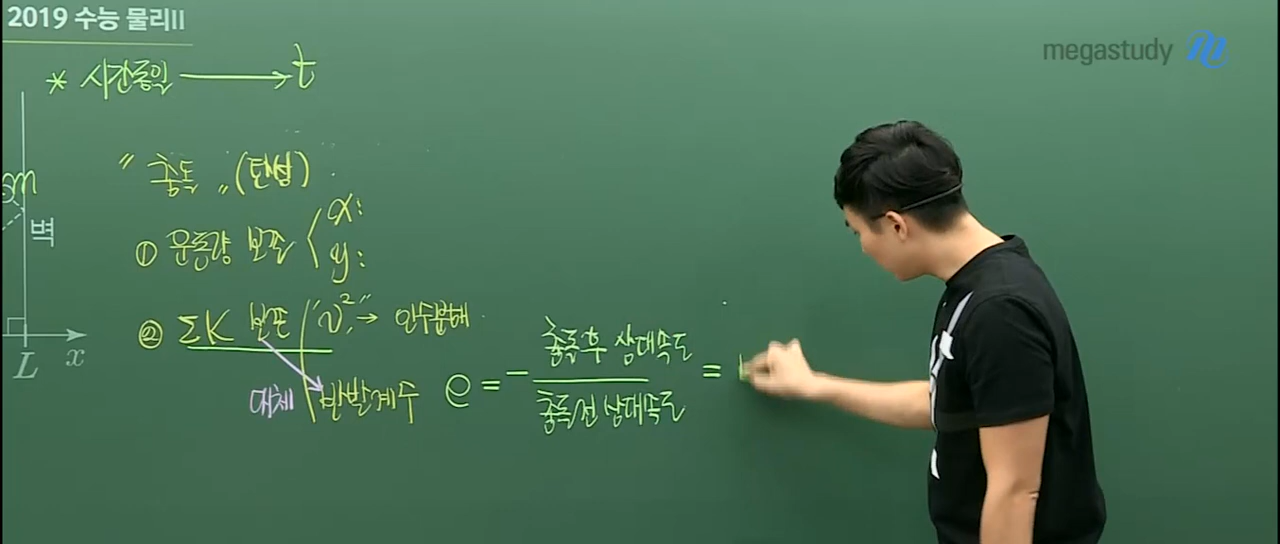 2019 수능 물리II
megastudy
* 시간동일 → t
"충돌" (탄성)
벽
① 운동량 보존 < x:
y:
② ΣK 보존 "v²" → 인수분해
L x
대체 반발계수 e = - 충돌후 상대속도 / 충돌전 상대속도 =